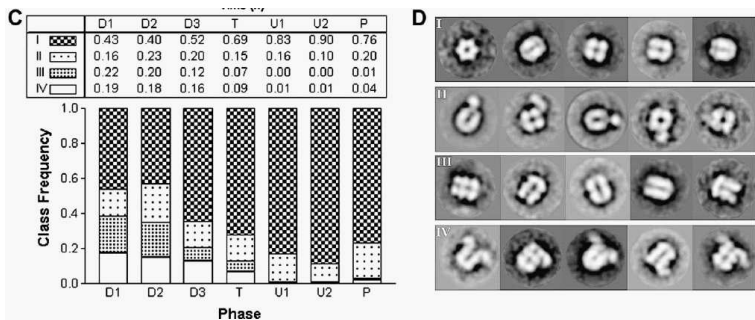 C
D1 D2 D3 T U1 U2 P
I 0.43 0.40 0.52 0.69 0.83 0.90 0.76
II 0.16 0.23 0.20 0.15 0.16 0.10 0.20
III 0.22 0.20 0.12 0.07 0.00 0.00 0.01
IV 0.19 0.18 0.16 0.09 0.01 0.01 0.04
Class Frequency
1.0
0.8
0.6
0.4
0.2
0.0
D1 D2 D3 T U1 U2 P
Phase
D
I
II
III
IV